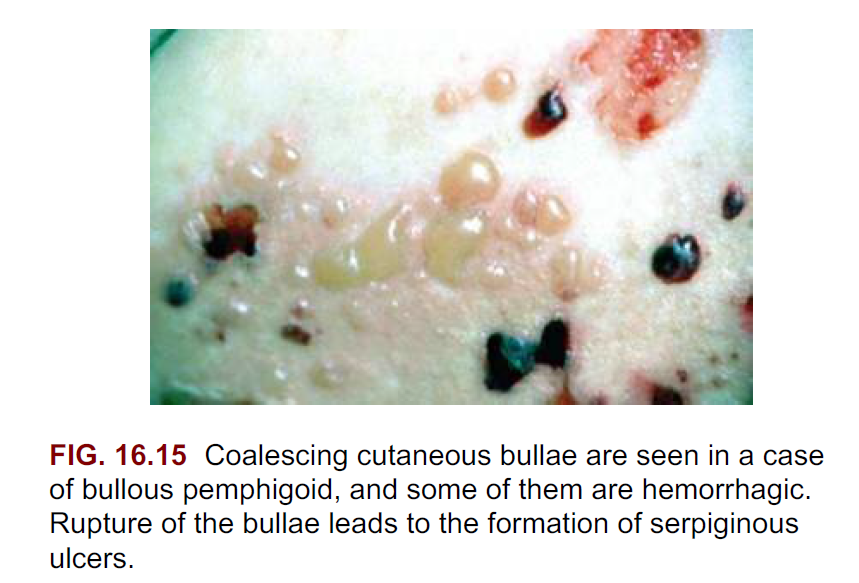 FIG. 16.15 Coalescing cutaneous bullae are seen in a case
of bullous pemphigoid, and some of them are hemorrhagic.
Rupture of the bullae leads to the formation of serpiginous
ulcers.